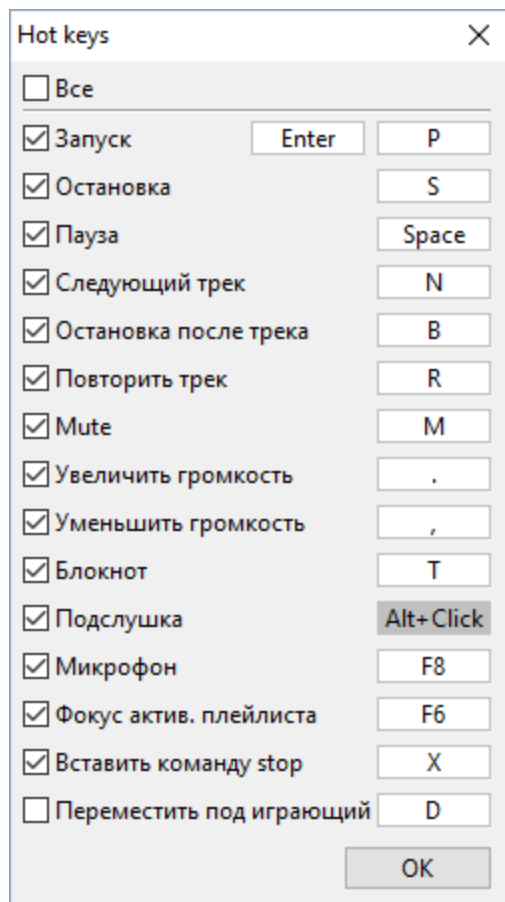 Hot keys
Все
Запуск Enter P
Остановка S
Пауза Space
Следующий трек N
Остановка после трека B
Повторить трек R
Mute M
Увеличить громкость .
Уменьшить громкость ,
Блокнот T
Подслушка Alt+Click
Микрофон F8
Фокус актив. плейлиста F6
Вставить команду stop X
Переместить под играющий D
OK